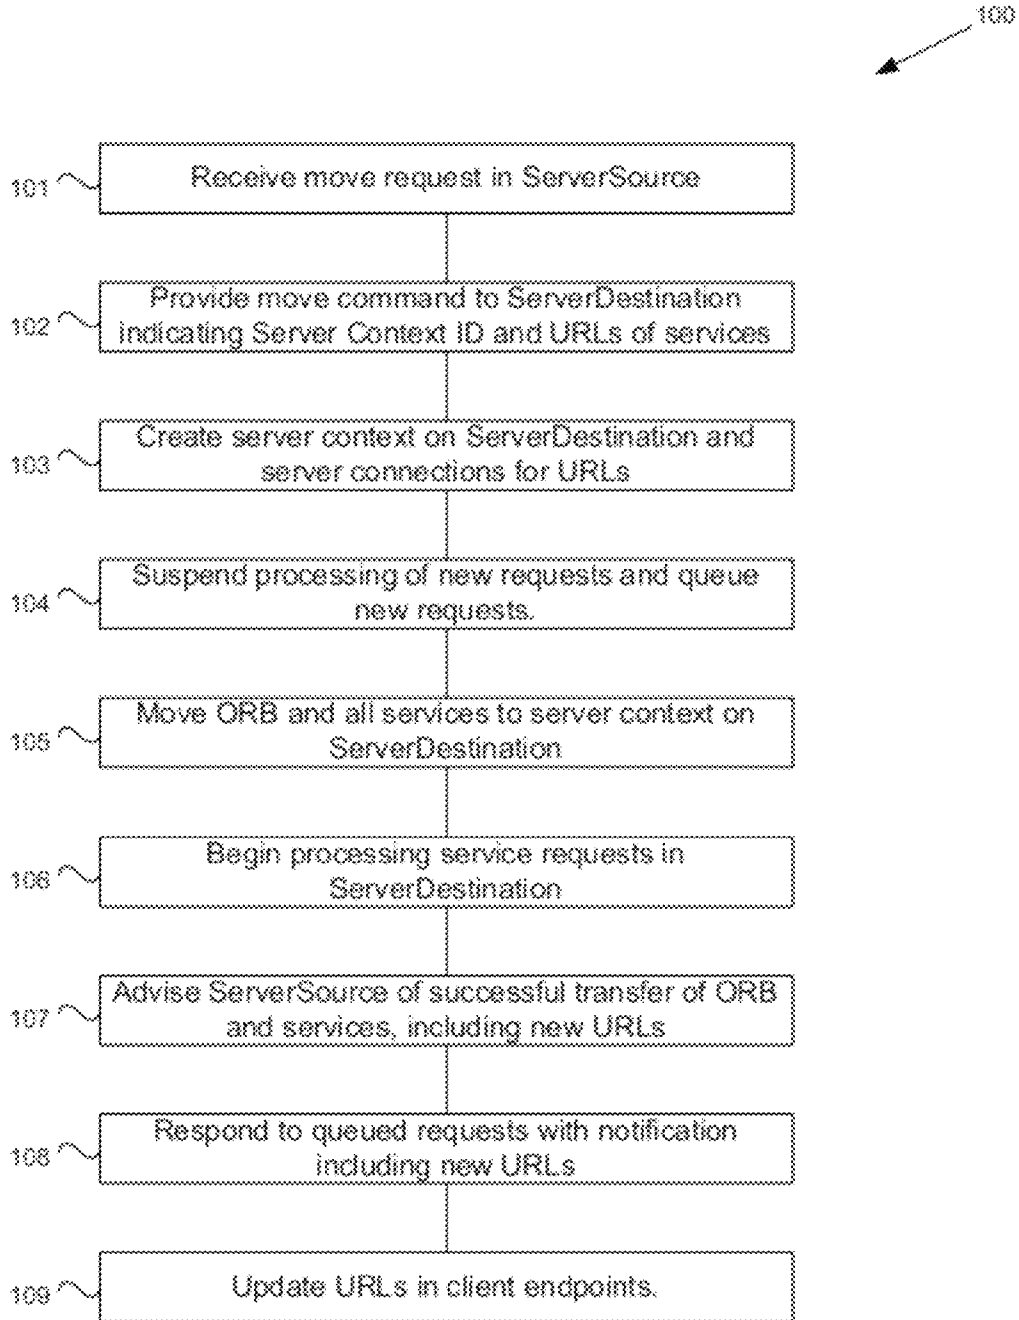 100
101
Receive move request in ServerSource
102
Provide move command to ServerDestination
indicating Server Context ID and URLs of services
103
Create server context on ServerDestination and
server connections for URLs
104
Suspend processing of new requests and queue
new requests.
105
Move ORB and all services to server context on
ServerDestination
106
Begin processing service requests in
ServerDestination
107
Advise ServerSource of successful transfer of ORB
and services, including new URLs
108
Respond to queued requests with notification
including new URLs
109
Update URLs in client endpoints.